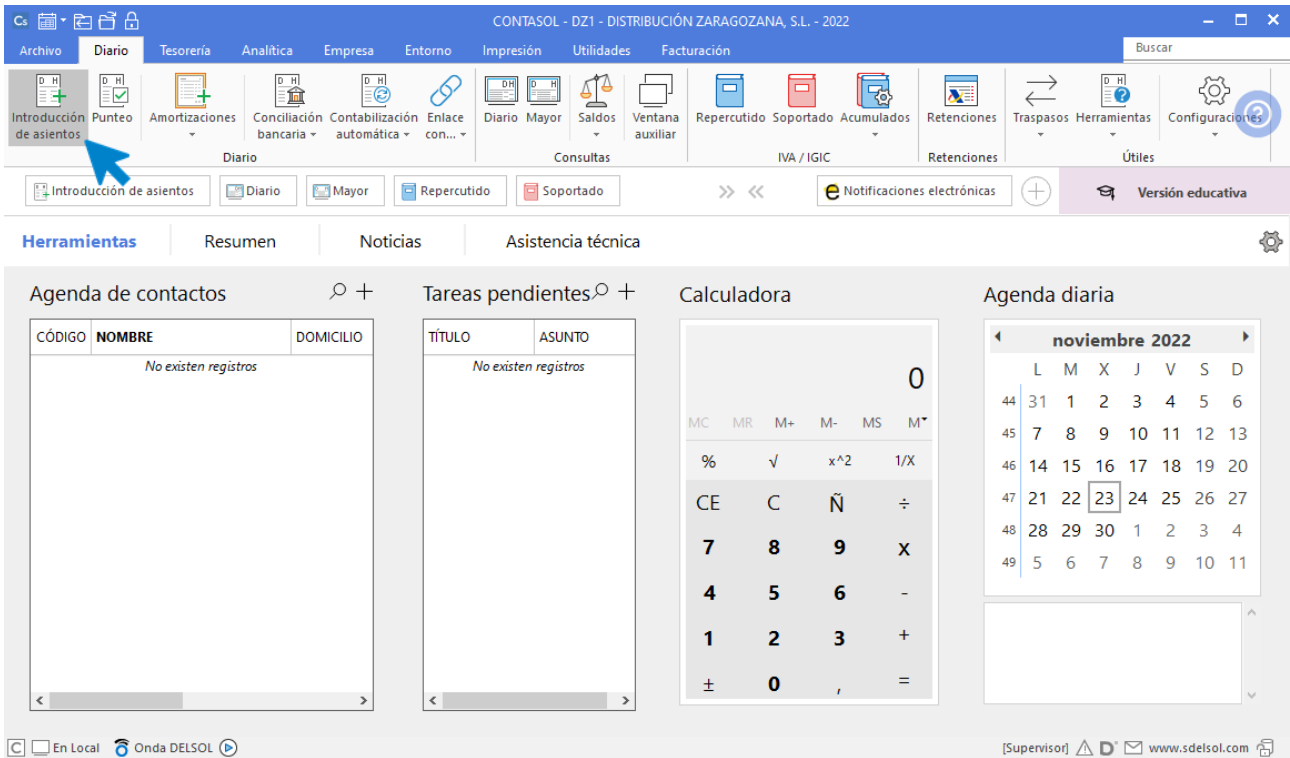 Cs CONTASOL - DZ1 - DISTRIBUCIÓN ZARAGOZANA, S.L. - 2022
Archivo Diario Tesorería Analítica Empresa Entorno Impresión Utilidades Facturación Buscar
Introducción de asientos
Punteo
Amortizaciones
Conciliación bancaria
Contabilización automática
Enlace con...
Diario
Mayor
Saldos
Ventana auxiliar
Repercutido
Soportado
Acumulados
Retenciones
Traspasos
Herramientas
Configuraciones
Diario Consultas IVA / IGIC Retenciones Útiles
Introducción de asientos Diario Mayor Repercutido Soportado Notificaciones electrónicas Versión educativa
Herramientas Resumen Noticias Asistencia técnica
Agenda de contactos
CÓDIGO NOMBRE DOMICILIO
No existen registros
Tareas pendientes
TÍTULO ASUNTO
No existen registros
Calculadora
0
MC MR M+ M- MS M
% √ x^2 1/X
CE C Ñ ÷
7 8 9 x
4 5 6 -
1 2 3 +
± 0 , =
Agenda diaria
noviembre 2022
L M X J V S D
44 31 1 2 3 4 5 6
45 7 8 9 10 11 12 13
46 14 15 16 17 18 19 20
47 21 22 23 24 25 26 27
48 28 29 30 1 2 3 4
49 5 6 7 8 9 10 11
C En Local Onda DELSOL [Supervisor] D www.sdelsol.com